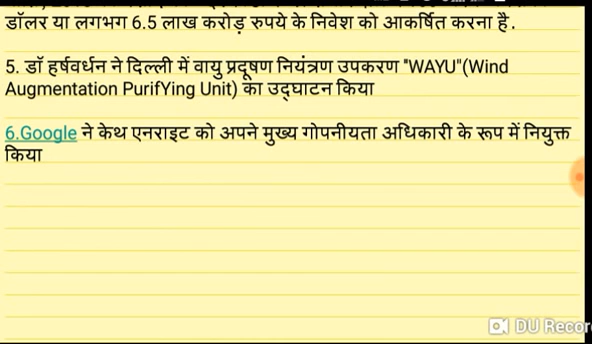 डॉलर या लगभग 6.5 लाख करोड़ रुपये के निवेश को आकर्षित करना है.
5. डॉ हर्षवर्धन ने दिल्ली में वायु प्रदूषण नियंत्रण उपकरण "WAYU"(Wind
Augmentation PurifYing Unit) का उद्घाटन किया
6.Google ने केथ एनराइट को अपने मुख्य गोपनीयता अधिकारी के रूप में नियुक्त
किया
DU Recor